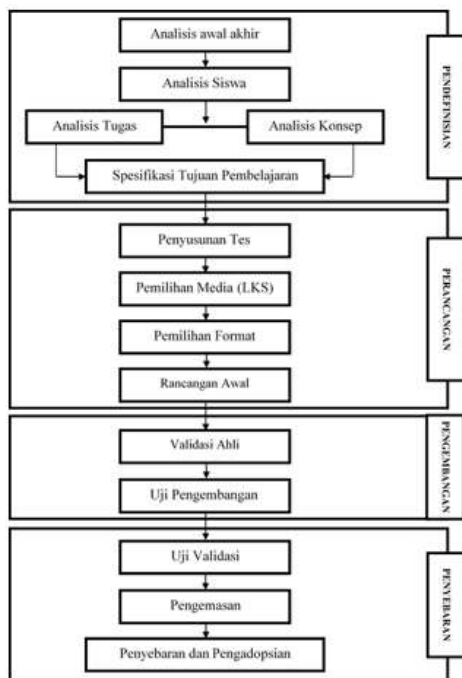 Analisis awal akhir
Analisis Siswa
Analisis Tugas
Analisis Konsep
Spesifikasi Tujuan Pembelajaran
PENDEFINISIAN
Penyusunan Tes
Pemilihan Media (LKS)
Pemilihan Format
Rancangan Awal
PERANCANGAN
Validasi Ahli
Uji Pengembangan
PENGEMBANGAN
Uji Validasi
Pengemasan
Penyebaran dan Pengadopsian
PENYEBARAN